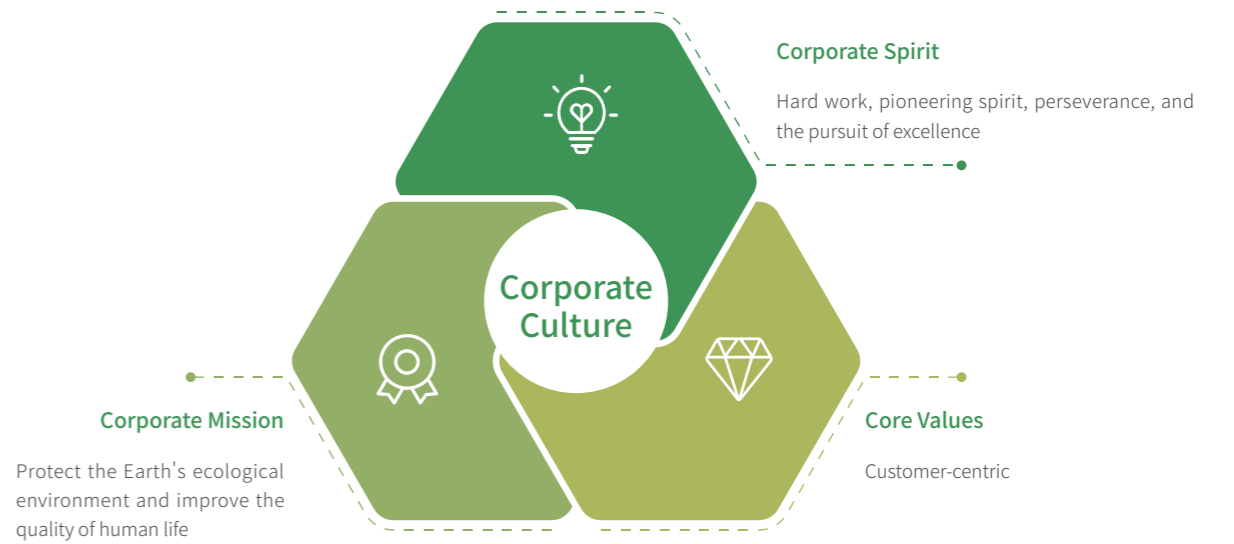 Corporate Spirit
Hard work, pioneering spirit, perseverance, and
the pursuit of excellence
Corporate
Culture
Corporate Mission
Protect the Earth's ecological
environment and improve the
quality of human life
Core Values
Customer-centric